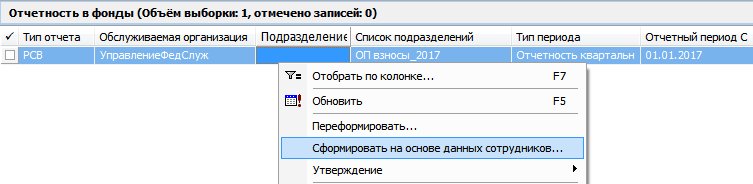 Отчетность в фонды (Объём выборки: 1, отмечено записей: 0)
✓ Тип отчета Обслуживаемая организация Подразделение Список подразделений Тип периода Отчетный период С
РСВ УправлениеФедСлуж ОП взносы_2017 Отчетность квартальн 01.01.2017
Отобрать по колонке... F7
Обновить F5
Переформировать...
Сформировать на основе данных сотрудников...
Утверждение